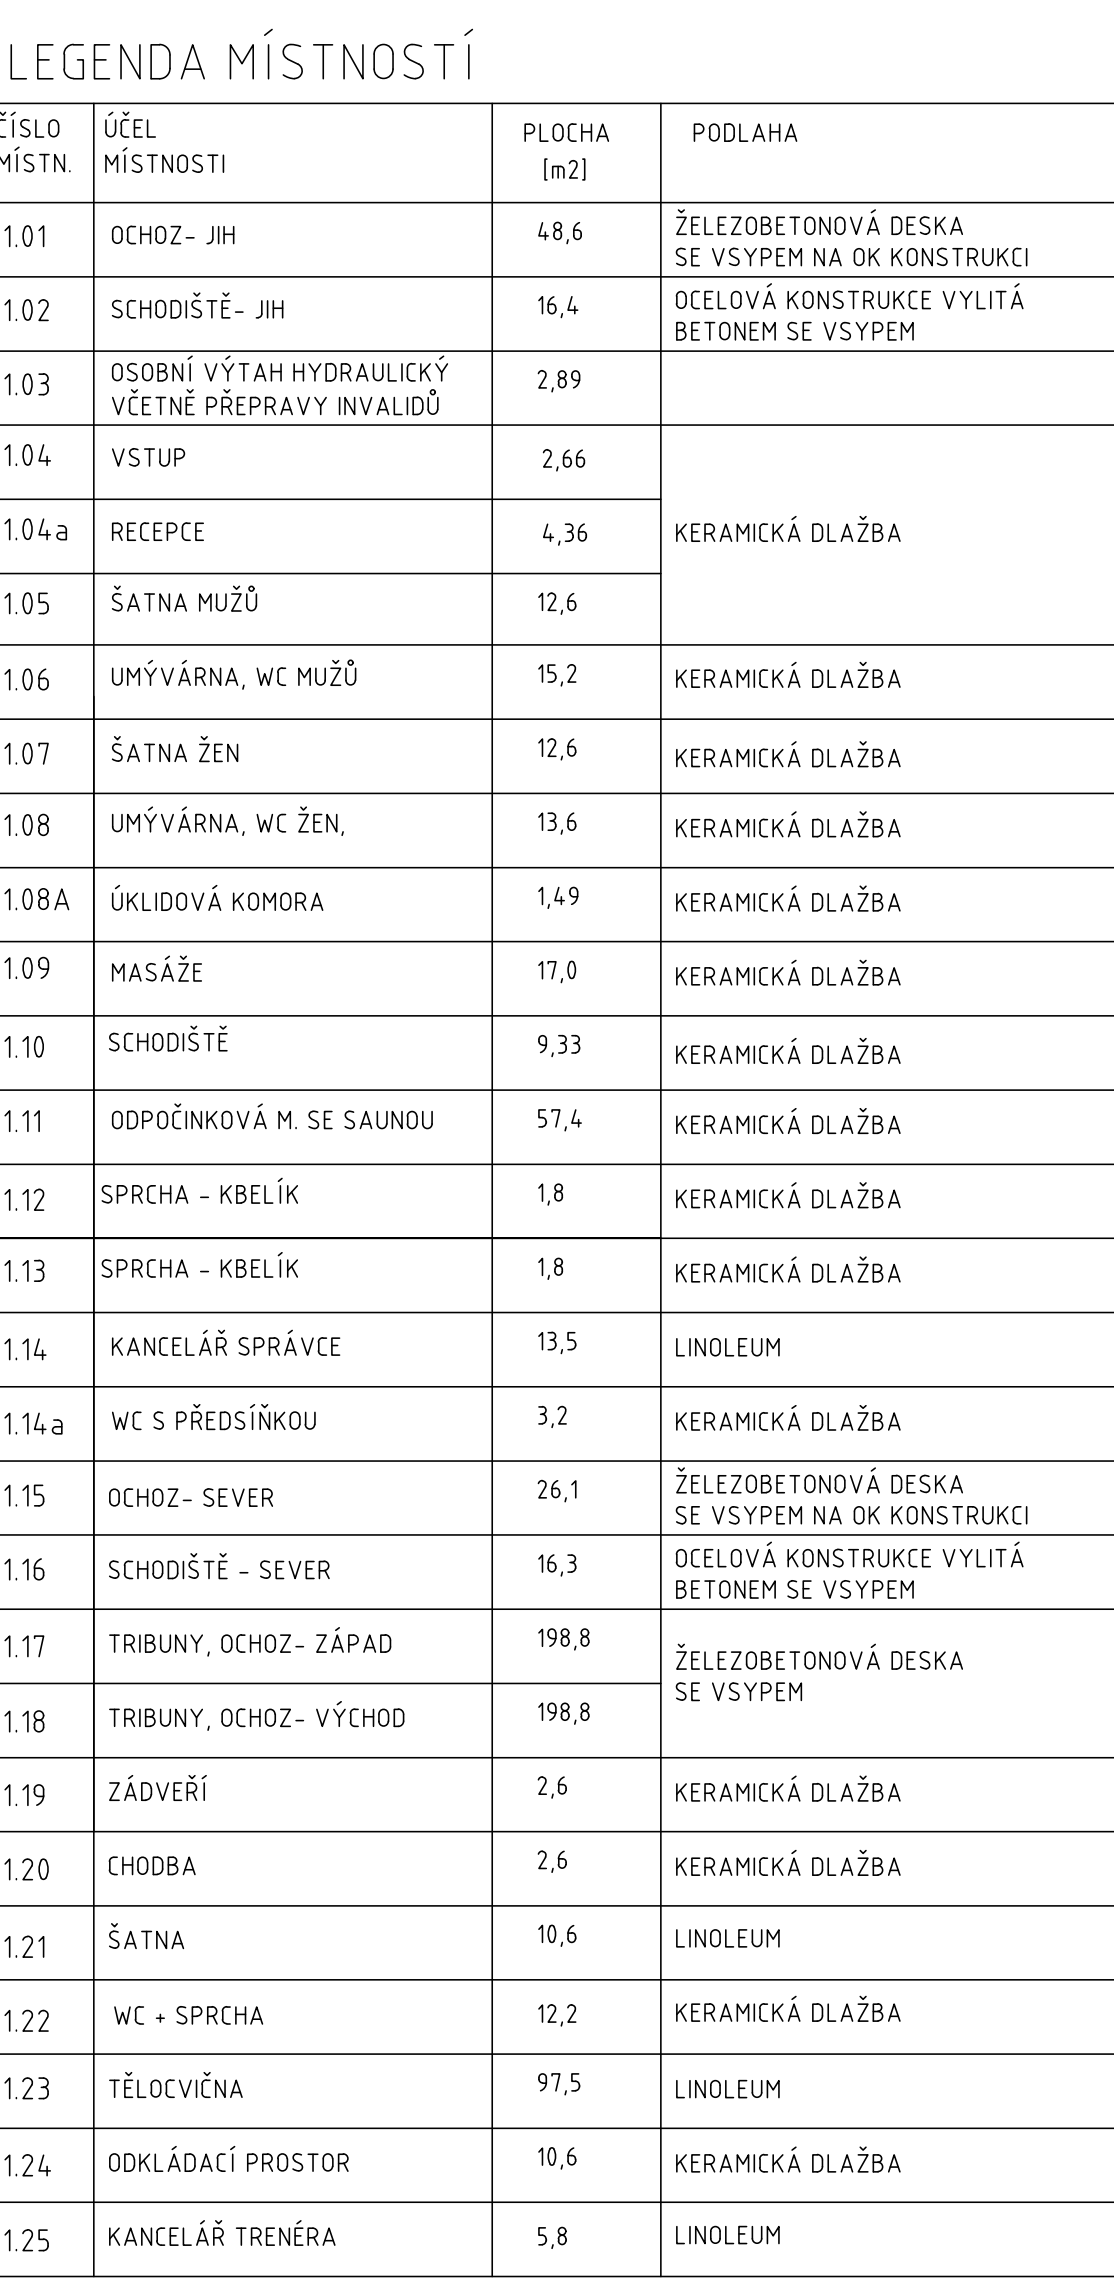 LEGENDA MÍSTNOSTÍ
ČÍSLO
MÍSTN.
ÚČEL
MÍSTNOSTI
PLOCHA
[m2]
PODLAHA
1.01
OCHOZ- JIH
48,6
ŽELEZOBETONOVÁ DESKA
SE VSYPEM NA OK KONSTRUKCI
1.02
SCHODIŠTĚ- JIH
16,4
OCELOVÁ KONSTRUKCE VYLITÁ
BETONEM SE VSYPEM
1.03
OSOBNÍ VÝTAH HYDRAULICKÝ
VČETNĚ PŘEPRAVY INVALIDŮ
2,89
1.04
VSTUP
2,66
1.04a
RECEPCE
4,36
KERAMICKÁ DLAŽBA
1.05
ŠATNA MUŽŮ
12,6
1.06
UMÝVÁRNA, WC MUŽŮ
15,2
KERAMICKÁ DLAŽBA
1.07
ŠATNA ŽEN
12,6
KERAMICKÁ DLAŽBA
1.08
UMÝVÁRNA, WC ŽEN,
13,6
KERAMICKÁ DLAŽBA
1.08A
ÚKLIDOVÁ KOMORA
1,49
KERAMICKÁ DLAŽBA
1.09
MASÁŽE
17,0
KERAMICKÁ DLAŽBA
1.10
SCHODIŠTĚ
9,33
KERAMICKÁ DLAŽBA
1.11
ODPOČINKOVÁ M. SE SAUNOU
57,4
KERAMICKÁ DLAŽBA
1.12
SPRCHA - KBELÍK
1,8
KERAMICKÁ DLAŽBA
1.13
SPRCHA - KBELÍK
1,8
KERAMICKÁ DLAŽBA
1.14
KANCELÁŘ SPRÁVCE
13,5
LINOLEUM
1.14a
WC S PŘEDSÍŇKOU
3,2
KERAMICKÁ DLAŽBA
1.15
OCHOZ- SEVER
26,1
ŽELEZOBETONOVÁ DESKA
SE VSYPEM NA OK KONSTRUKCI
1.16
SCHODIŠTĚ - SEVER
16,3
OCELOVÁ KONSTRUKCE VYLITÁ
BETONEM SE VSYPEM
1.17
TRIBUNY, OCHOZ- ZÁPAD
198,8
ŽELEZOBETONOVÁ DESKA
SE VSYPEM
1.18
TRIBUNY, OCHOZ- VÝCHOD
198,8
1.19
ZÁDVEŘÍ
2,6
KERAMICKÁ DLAŽBA
1.20
CHODBA
2,6
KERAMICKÁ DLAŽBA
1.21
ŠATNA
10,6
LINOLEUM
1.22
WC + SPRCHA
12,2
KERAMICKÁ DLAŽBA
1.23
TĚLOCVIČNA
97,5
LINOLEUM
1.24
ODKLÁDACÍ PROSTOR
10,6
KERAMICKÁ DLAŽBA
1.25
KANCELÁŘ TRENÉRA
5,8
LINOLEUM